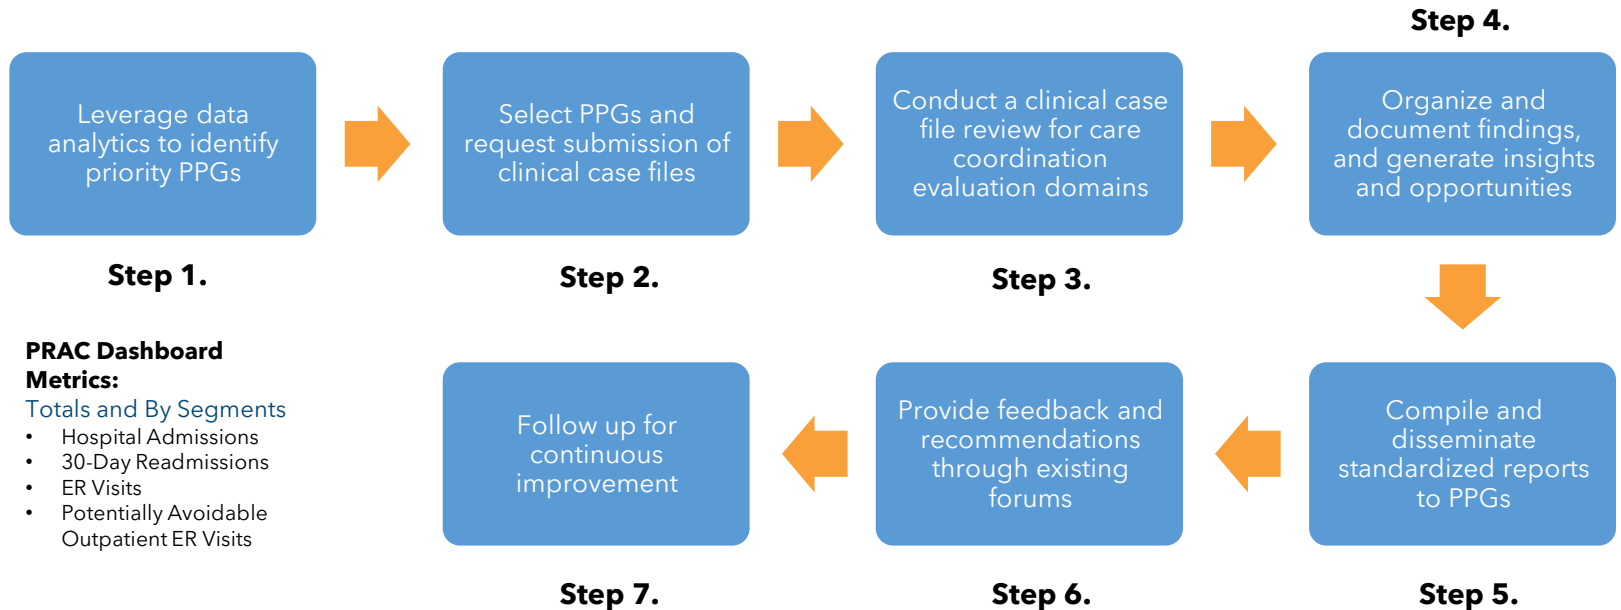 Leverage data
analytics to identify
priority PPGs
Step 1.
Select PPGs and
request submission of
clinical case files
Step 2.
Conduct a clinical case
file review for care
coordination
evaluation domains
Step 3.
Step 4.
Organize and
document findings,
and generate insights
and opportunities
Compile and
disseminate
standardized reports
to PPGs
Step 5.
Provide feedback and
recommendations
through existing
forums
Step 6.
Follow up for
continuous
improvement
Step 7.
PRAC Dashboard
Metrics:
Totals and By Segments
• Hospital Admissions
• 30-Day Readmissions
• ER Visits
• Potentially Avoidable
Outpatient ER Visits